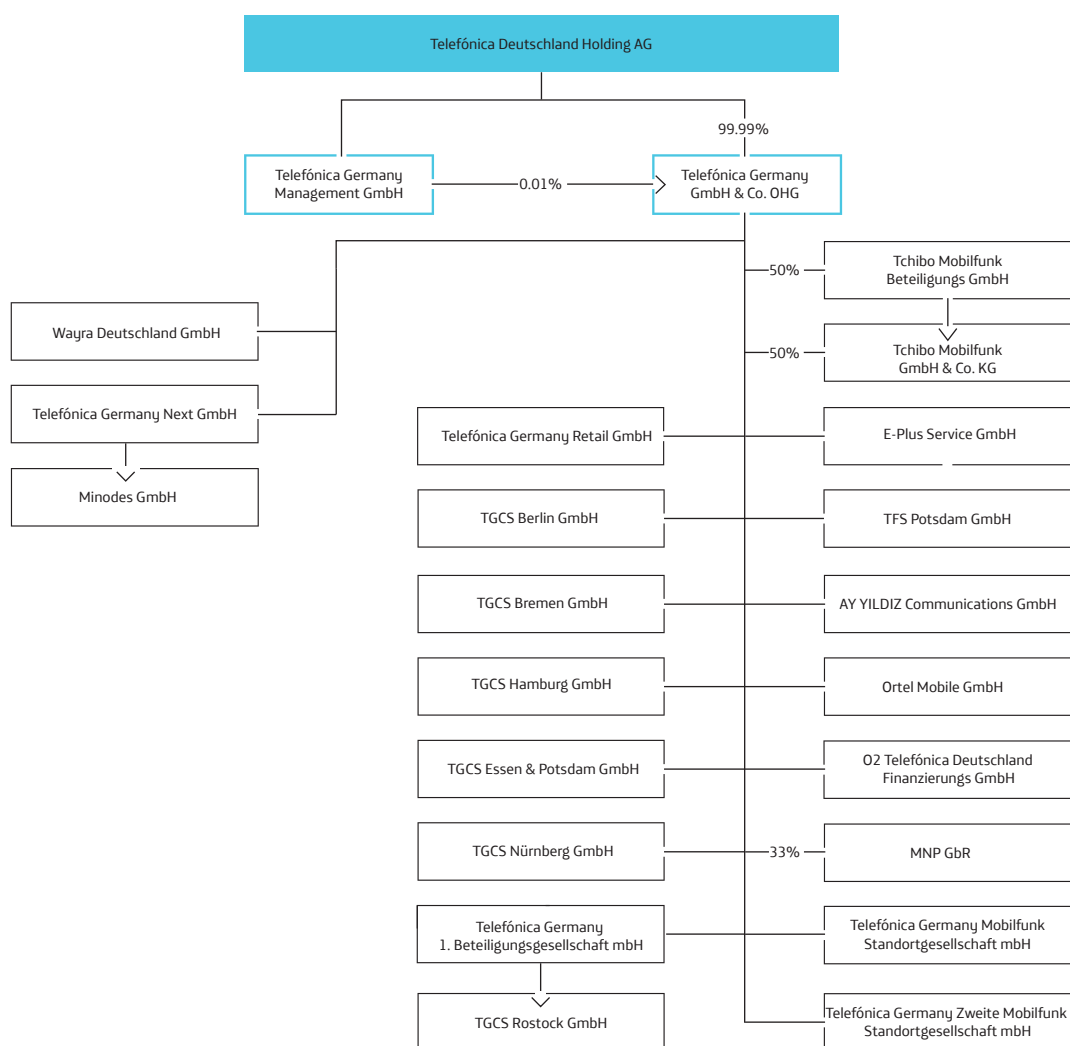 Telefónica Deutschland Holding AG
99.99%
Telefónica Germany
Management GmbH
0.01%
Telefónica Germany
GmbH & Co. OHG
50%
Tchibo Mobilfunk
Beteiligungs GmbH
Wayra Deutschland GmbH
50%
Tchibo Mobilfunk
GmbH & Co. KG
Telefónica Germany Next GmbH
Minodes GmbH
Telefónica Germany Retail GmbH
E-Plus Service GmbH
TGCS Berlin GmbH
TFS Potsdam GmbH
TGCS Bremen GmbH
AY YILDIZ Communications GmbH
TGCS Hamburg GmbH
Ortel Mobile GmbH
TGCS Essen & Potsdam GmbH
O2 Telefónica Deutschland
Finanzierungs GmbH
TGCS Nürnberg GmbH
33%
MNP GbR
Telefónica Germany
1. Beteiligungsgesellschaft mbH
Telefónica Germany Mobilfunk
Standortgesellschaft mbH
TGCS Rostock GmbH
Telefónica Germany Zweite Mobilfunk
Standortgesellschaft mbH